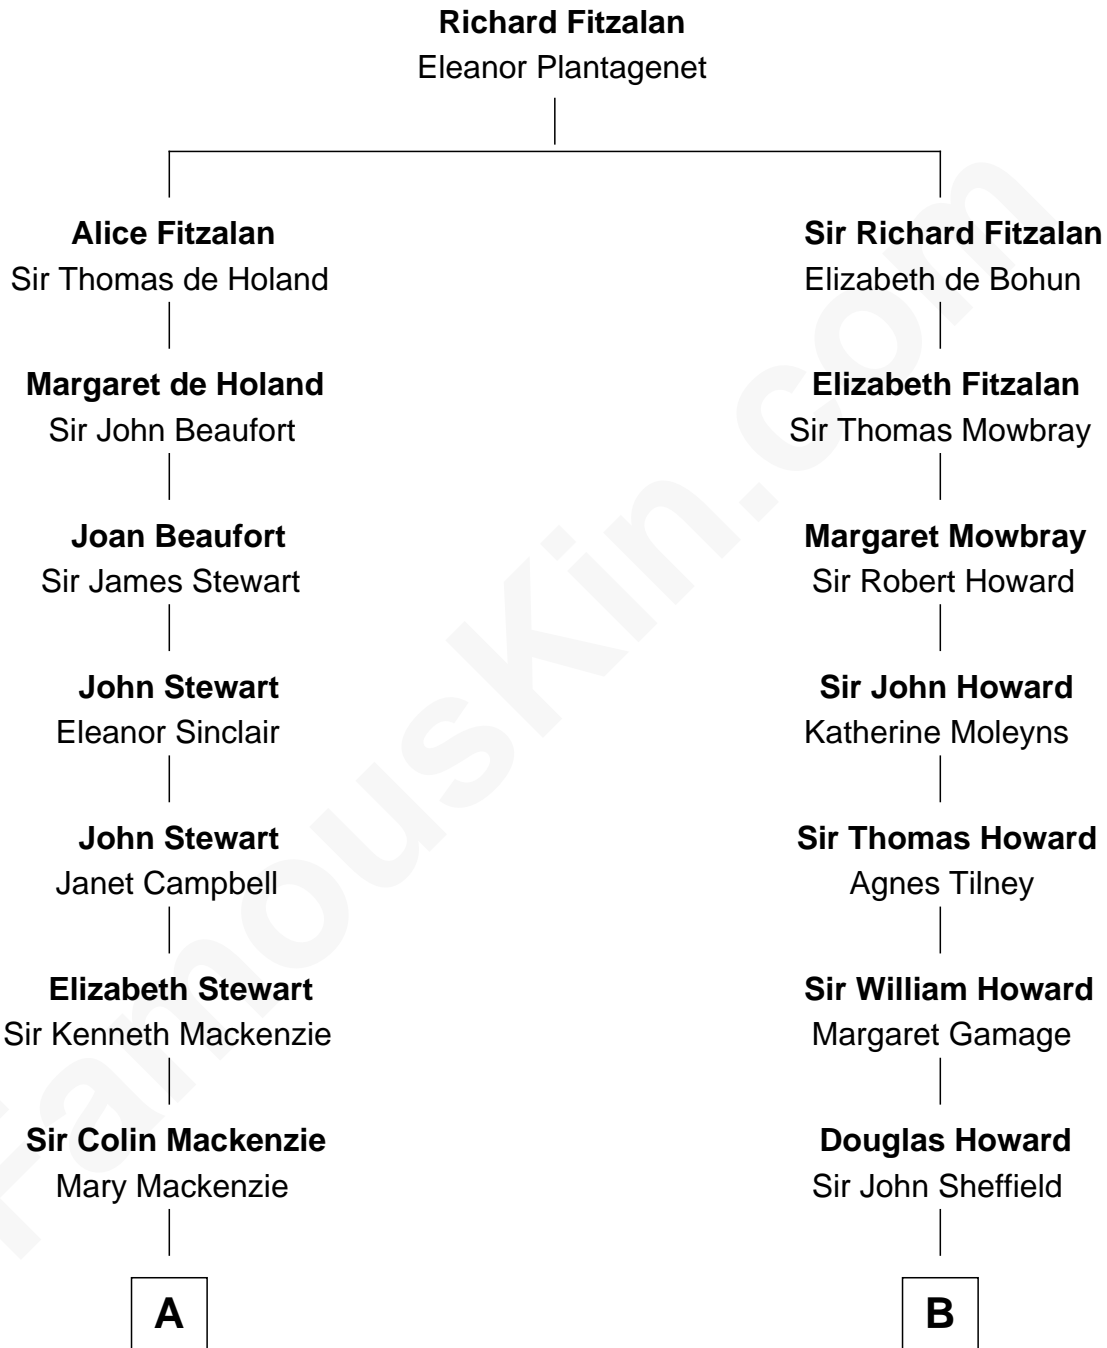 Richard Fitzalan
Eleanor Plantagenet
Alice Fitzalan
Sir Thomas de Holand
Sir Richard Fitzalan
Elizabeth de Bohun
Margaret de Holand
Sir John Beaufort
Elizabeth Fitzalan
Sir Thomas Mowbray
Joan Beaufort
Sir James Stewart
Margaret Mowbray
Sir Robert Howard
John Stewart
Eleanor Sinclair
Sir John Howard
Katherine Moleyns
John Stewart
Janet Campbell
Sir Thomas Howard
Agnes Tilney
Elizabeth Stewart
Sir Kenneth Mackenzie
Sir William Howard
Margaret Gamage
Sir Colin Mackenzie
Mary Mackenzie
Douglas Howard
Sir John Sheffield
A
B
FamousKin.com